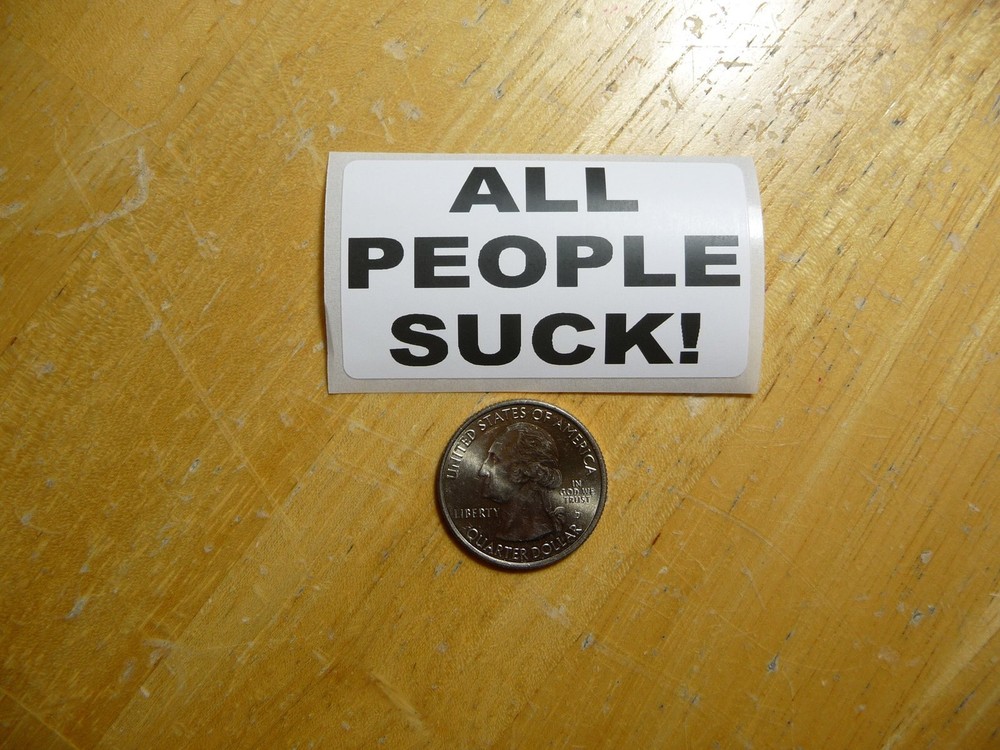 ALL
PEOPLE
SUCK!
UNITED STATES OF AMERICA
LIBERTY
IN
GOD WE
TRUST
D
QUARTER DOLLAR